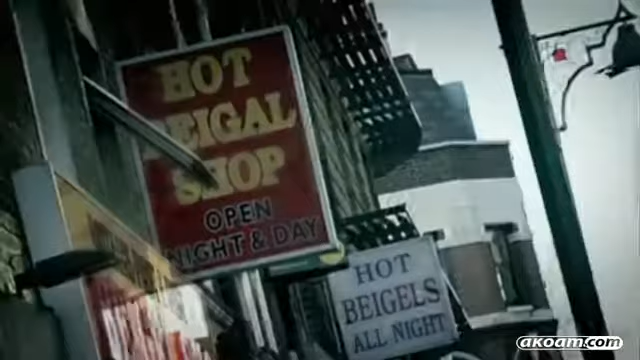 HOT
BEIGAL
SHOP
OPEN
NIGHT & DAY
HOT
BEIGELS
ALL NIGHT
akoam.com